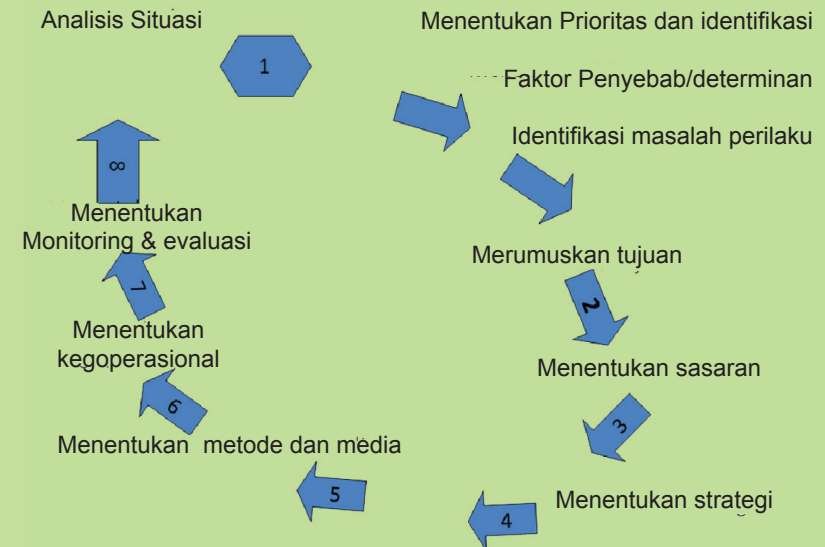 Analisis Situasi
1
Menentukan Prioritas dan identifikasi
Faktor Penyebab/determinan
Identifikasi masalah perilaku
Merumuskan tujuan
2
Menentukan sasaran
3
Menentukan strategi
4
5
Menentukan metode dan media
6
Menentukan
kegoperasional
7
Menentukan
Monitoring & evaluasi
8